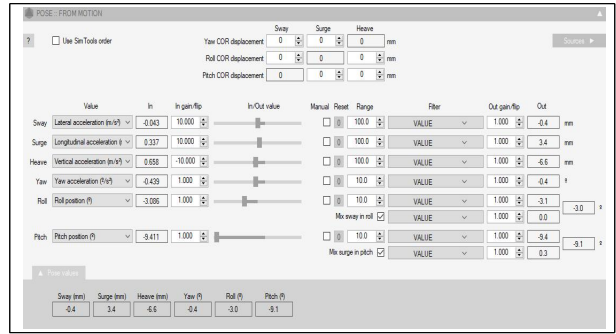 POSE :: FROM MOTION
Sway Surge Heave
? Use SimTools order Yaw COR displacement 0 0 0 mm Sources
Roll COR displacement 0 0 0 mm
Pitch COR displacement 0 0 0 mm
Value In In gain/flip In/Out value Manual Reset Range Filter Out gain/flip Out
Sway Lateral acceleration (m/s²) -0.043 10.000 0 100.0 VALUE 1.000 -0.4 mm
Surge Longitudinal acceleration ( 0.337 10.000 0 100.0 VALUE 1.000 3.4 mm
Heave Vertical acceleration (m/s²) 0.658 -10.000 0 100.0 VALUE 1.000 -6.6 mm
Yaw Yaw acceleration (º/s²) -0.439 1.000 0 10.0 VALUE 1.000 -0.4 º
Roll Roll position (º) -3.086 1.000 0 10.0 VALUE 1.000 -3.1
-3.0 º
Mix sway in roll VALUE 1.000 0.0
Pitch Pitch position (º) -9.411 1.000 0 10.0 VALUE 1.000 -9.4
-9.1 º
Mix surge in pitch VALUE 1.000 0.3
Pose values
Sway (mm) Surge (mm) Heave (mm) Yaw (º) Roll (º) Pitch (º)
-0.4 3.4 -6.6 -0.4 -3.0 -9.1